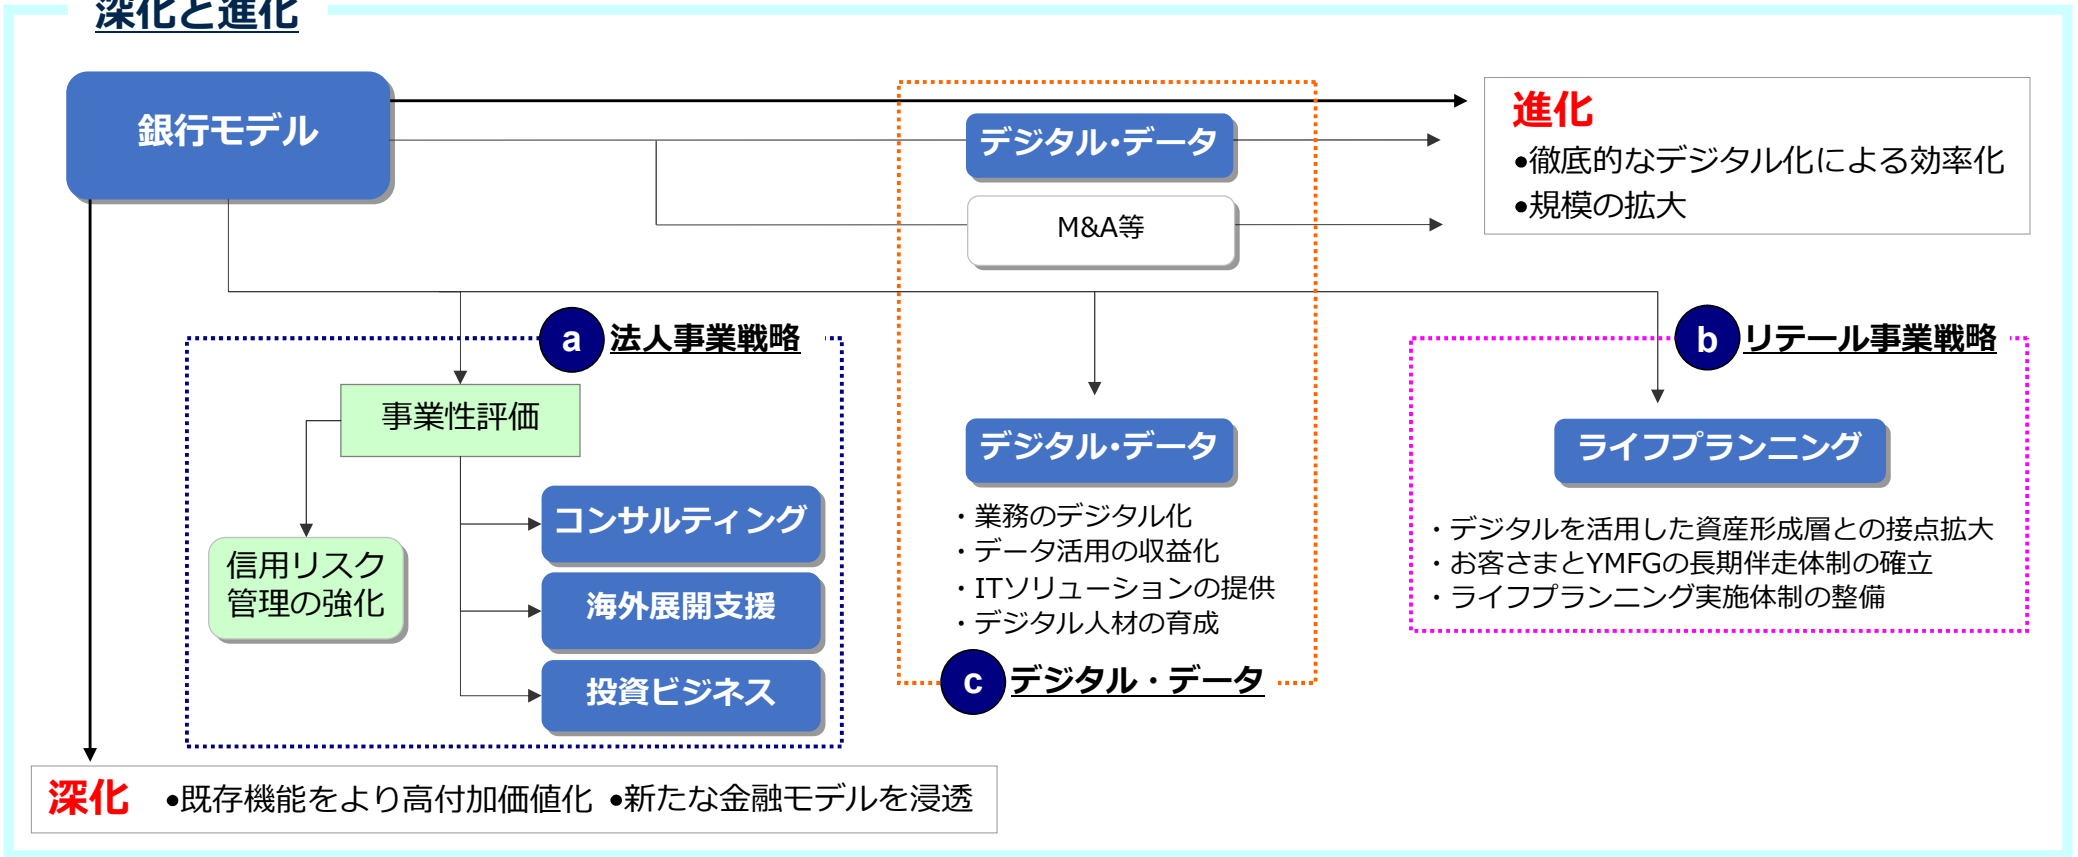 深化と進化
銀行モデル
デジタル・データ
M&A等
進化
●徹底的なデジタル化による効率化
●規模の拡大
a 法人事業戦略
b リテール事業戦略
事業性評価
信用リスク
管理の強化
コンサルティング
海外展開支援
投資ビジネス
デジタル・データ
・業務のデジタル化
・データ活用の収益化
・ITソリューションの提供
・デジタル人材の育成
c デジタル・データ
ライフプランニング
・デジタルを活用した資産形成層との接点拡大
・お客さまとYMFGの長期伴走体制の確立
・ライフプランニング実施体制の整備
深化 ●既存機能をより高付加価値化 ●新たな金融モデルを浸透